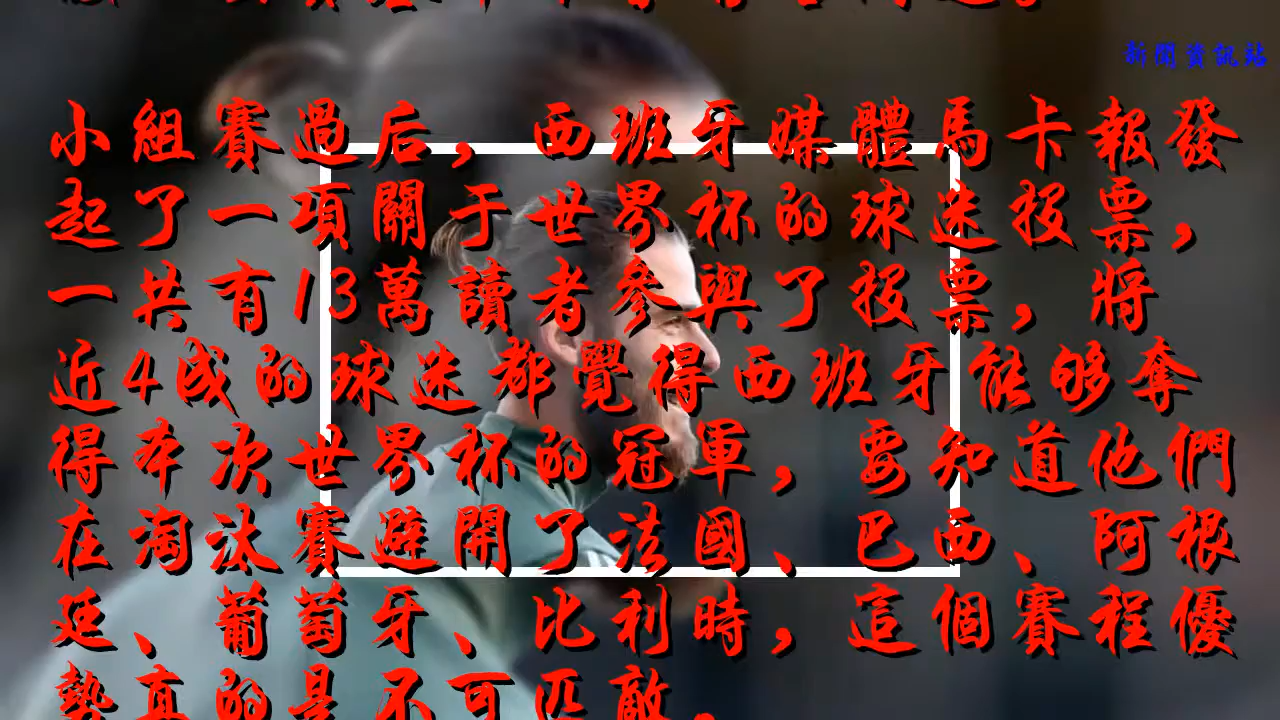 新聞資訊站
小組賽過后，西班牙媒體馬卡報發
起了一項關于世界杯的球迷投票，
一共有13萬讀者參與了投票，將
近4成的球迷都覺得西班牙能够奪
得本次世界杯的冠軍，要知道他們
在淘汰賽避開了法國、巴西、阿根
廷、葡萄牙、比利時，這個賽程優
勢真的是不可匹敵。